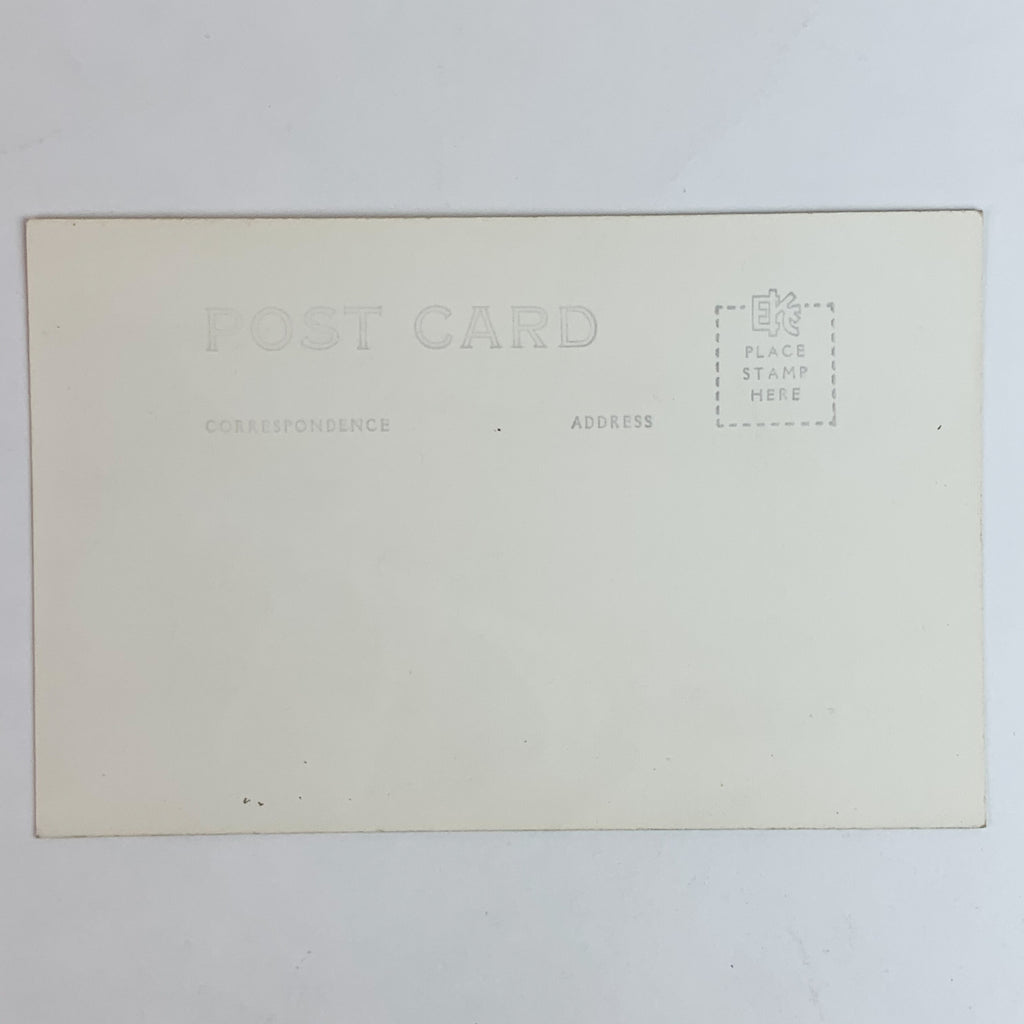 POST CARD
EKC
PLACE
STAMP
HERE
CORRESPONDENCE
ADDRESS